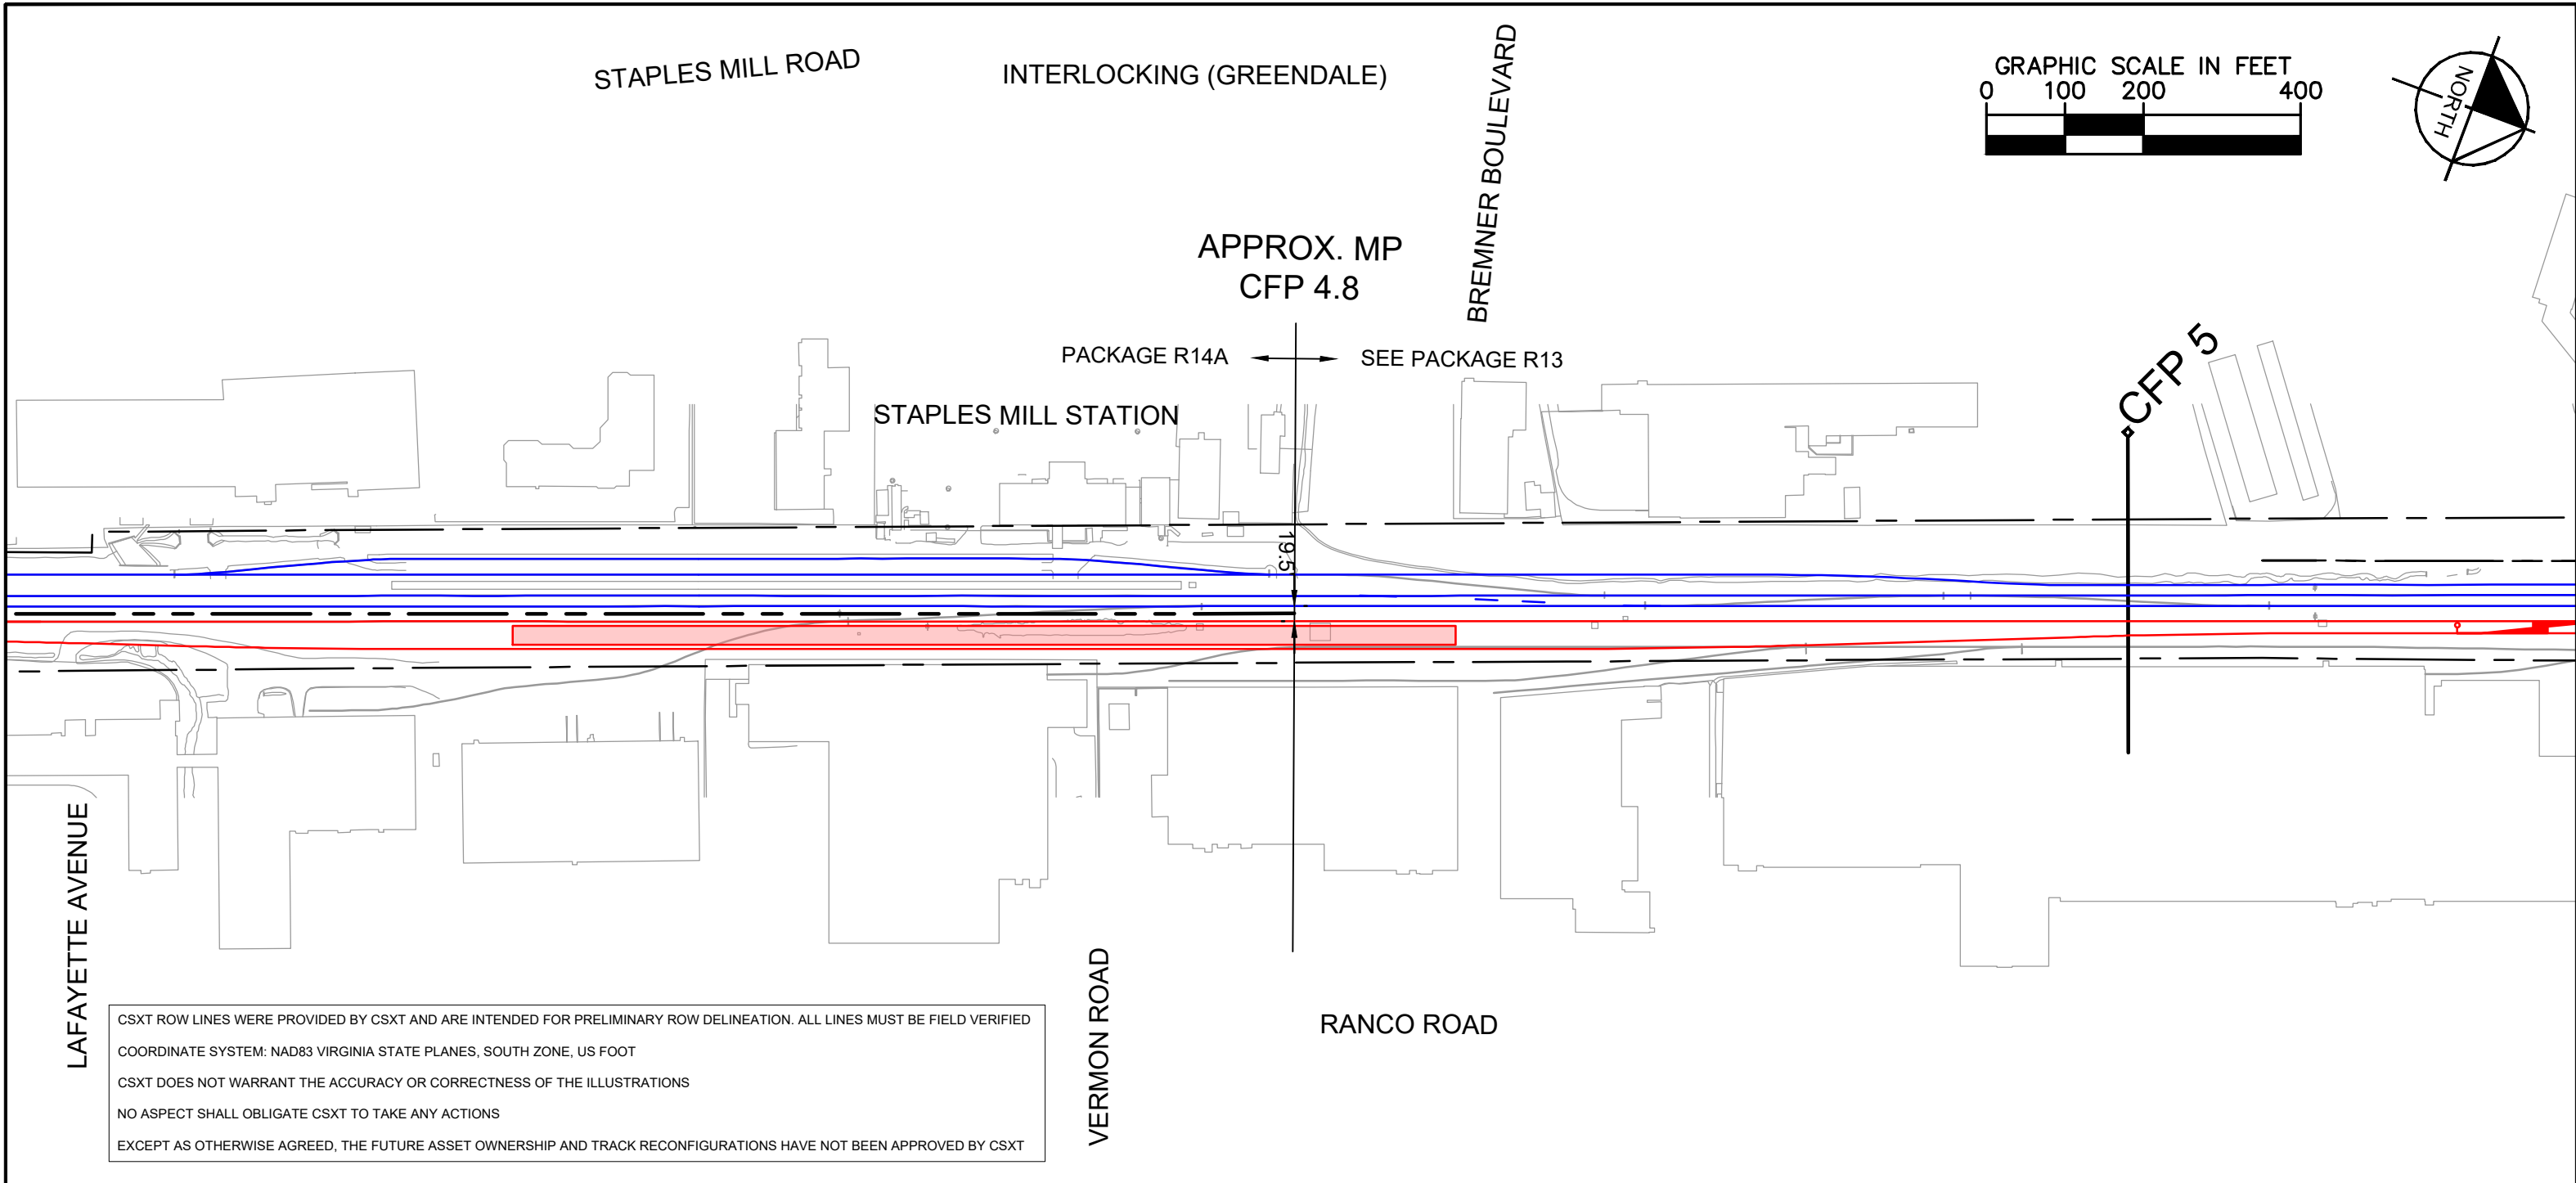 STAPLES MILL ROAD
INTERLOCKING (GREENDALE)
BREMNER BOULEVARD
GRAPHIC SCALE IN FEET
0 100 200 400
NORTH
APPROX. MP
CFP 4.8
PACKAGE R14A
SEE PACKAGE R13
CFP 5
STAPLES MILL STATION
19.5
LAFAYETTE AVENUE
VERMON ROAD
RANCO ROAD
CSXT ROW LINES WERE PROVIDED BY CSXT AND ARE INTENDED FOR PRELIMINARY ROW DELINEATION. ALL LINES MUST BE FIELD VERIFIED
COORDINATE SYSTEM: NAD83 VIRGINIA STATE PLANES, SOUTH ZONE, US FOOT
CSXT DOES NOT WARRANT THE ACCURACY OR CORRECTNESS OF THE ILLUSTRATIONS
NO ASPECT SHALL OBLIGATE CSXT TO TAKE ANY ACTIONS
EXCEPT AS OTHERWISE AGREED, THE FUTURE ASSET OWNERSHIP AND TRACK RECONFIGURATIONS HAVE NOT BEEN APPROVED BY CSXT